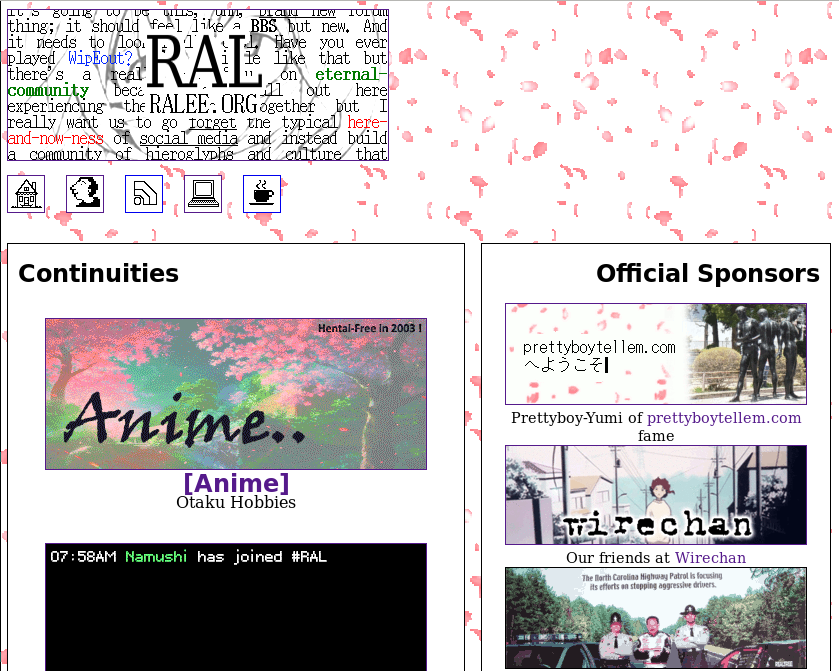 it's going to be this, uhh, brand new forum
thing; it should feel like a BBS but new. And
it needs to Have you ever
played WipEout? like that but
there's a real on eternal-
community out here
experiencing the together but I
really want us to go forget the typical here-
and-now-ness of social media and instead build
a community of hieroglyphs and culture that
RAL
RALEE.ORG
Continuities
Hentai-Free in 2003 !
Anime..
[Anime]
Otaku Hobbies
07:58AM Namushi has joined #RAL
Official Sponsors
prettyboytellem.com
へようこそ
Prettyboy-Yumi of prettyboytellem.com
fame
wirechan
Our friends at Wirechan
The North Carolina Highway Patrol is focusing
its efforts on stopping aggressive drivers.